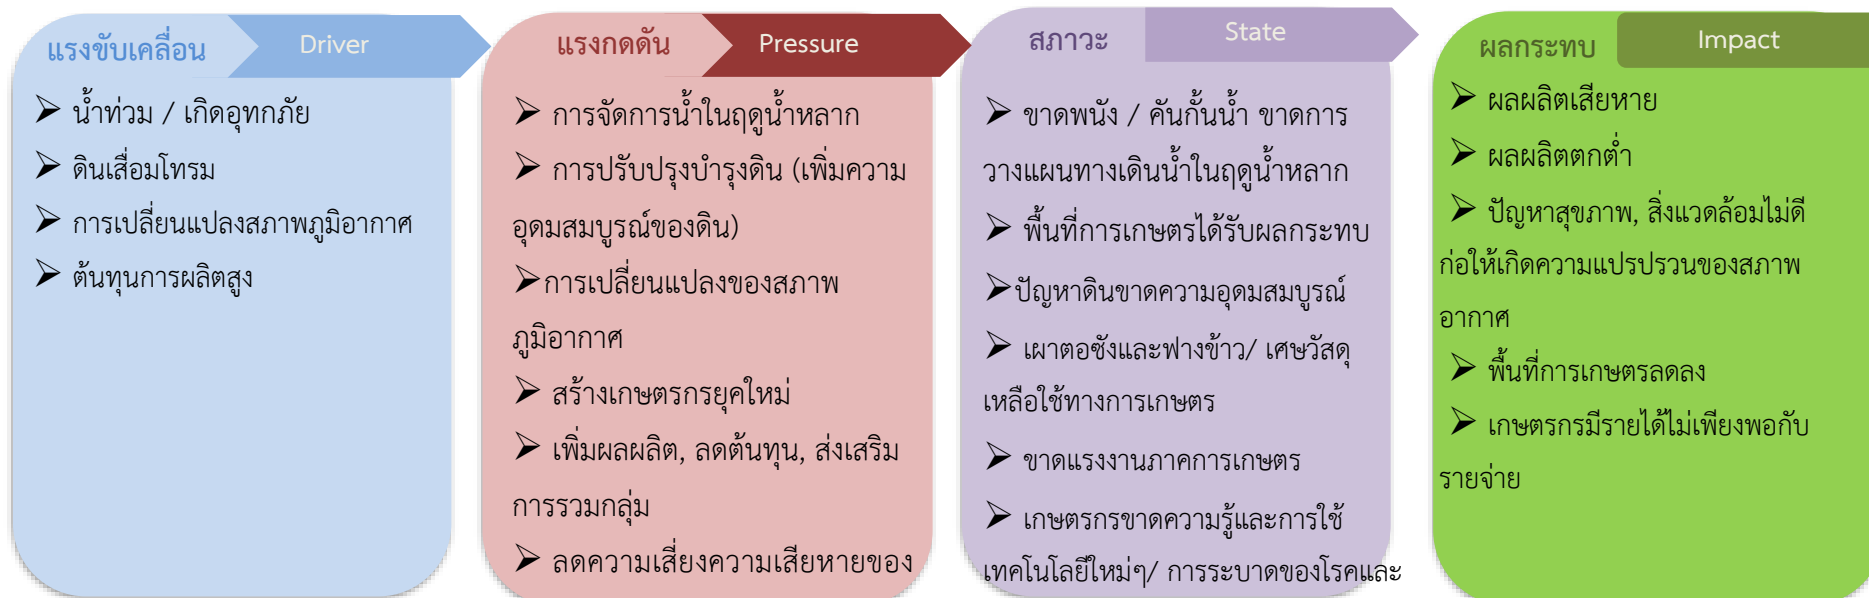 แรงขับเคลื่อน
Driver
➢ น้ำท่วม / เกิดอุทกภัย
➢ ดินเสื่อมโทรม
➢ การเปลี่ยนแปลงสภาพภูมิอากาศ
➢ ต้นทุนการผลิตสูง
แรงกดดัน
Pressure
➢ การจัดการน้ำในฤดูน้ำหลาก
➢ การปรับปรุงบำรุงดิน (เพิ่มความ
อุดมสมบูรณ์ของดิน)
➢การเปลี่ยนแปลงของสภาพ
ภูมิอากาศ
➢ สร้างเกษตรกรยุคใหม่
➢ เพิ่มผลผลิต, ลดต้นทุน, ส่งเสริม
การรวมกลุ่ม
➢ ลดความเสี่ยงความเสียหายของ
สภาวะ
State
➢ ขาดพนัง / คันกั้นน้ำ ขาดการ
วางแผนทางเดินน้ำในฤดูน้ำหลาก
➢ พื้นที่การเกษตรได้รับผลกระทบ
➢ปัญหาดินขาดความอุดมสมบูรณ์
➢ เผาตอซังและฟางข้าว/ เศษวัสดุ
เหลือใช้ทางการเกษตร
➢ ขาดแรงงานภาคการเกษตร
➢ เกษตรกรขาดความรู้และการใช้
เทคโนโลยีใหม่ๆ/ การระบาดของโรคและ
ผลกระทบ
Impact
➢ ผลผลิตเสียหาย
➢ ผลผลิตตกต่ำ
➢ ปัญหาสุขภาพ, สิ่งแวดล้อมไม่ดี
ก่อให้เกิดความแปรปรวนของสภาพ
อากาศ
➢ พื้นที่การเกษตรลดลง
➢ เกษตรกรมีรายได้ไม่เพียงพอกับ
รายจ่าย